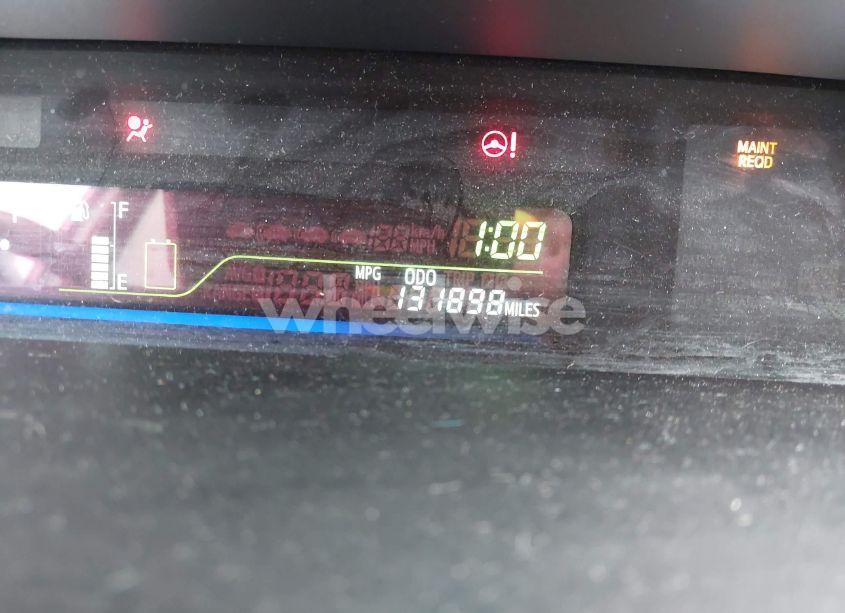 MAINT
REQD
F
1:00
E
MPG ODO
131898 MILES
wheelwise